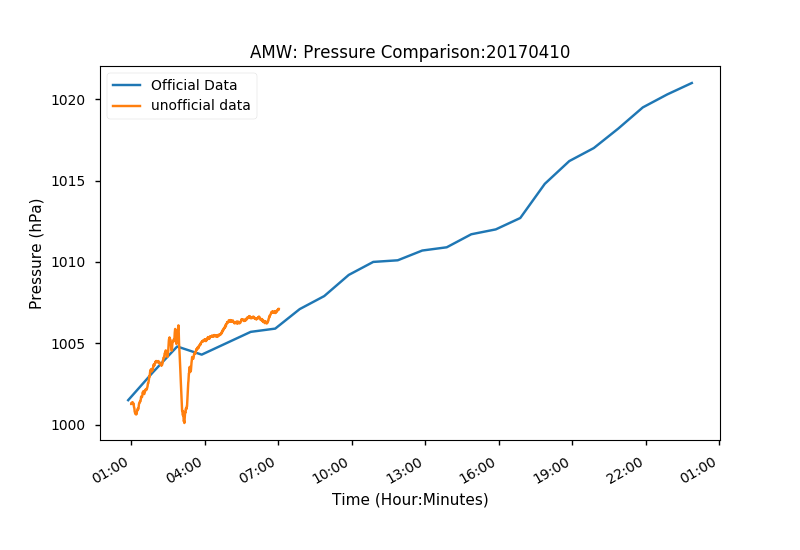 AMW: Pressure Comparison:20170410
Official Data
unofficial data
1020
1015
1010
1005
1000
Pressure (hPa)
01:00 04:00 07:00 10:00 13:00 16:00 19:00 22:00 01:00
Time (Hour:Minutes)